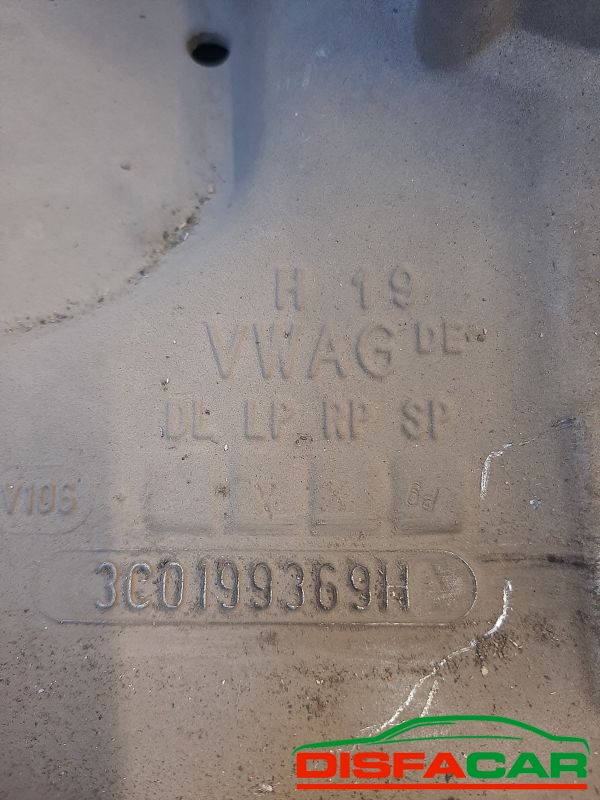 H 19
VWAG DE
DL LP RP SP
V106
3C0199369H
DISFACAR